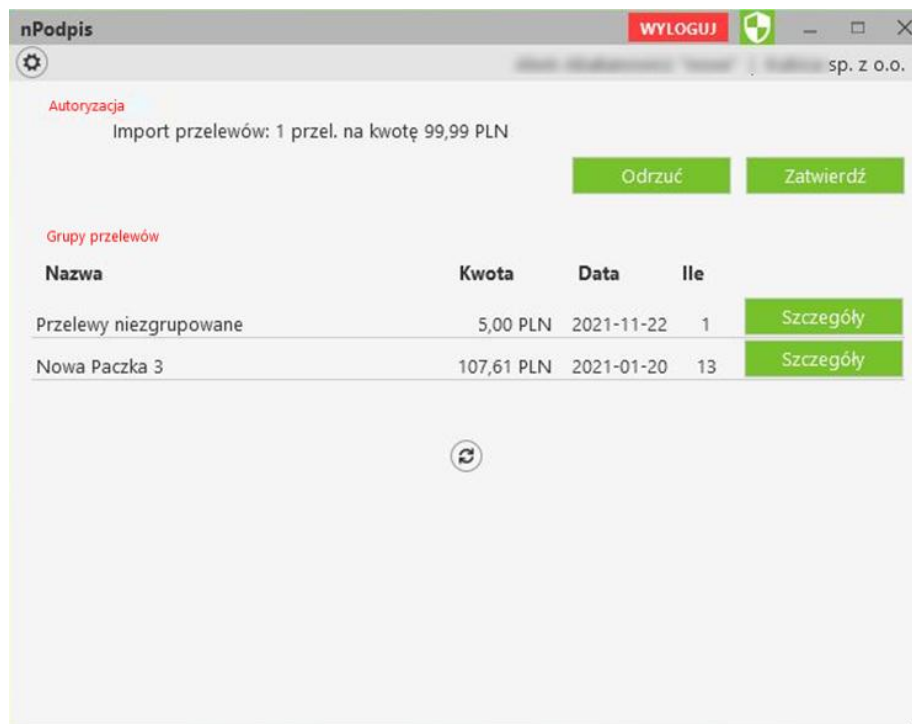 nPodpis WYLOGUJ
sp. z o.o.
Autoryzacja
Import przelewów: 1 przel. na kwotę 99,99 PLN
Odrzuć Zatwierdź
Grupy przelewów
Nazwa Kwota Data Ile
Przelewy niezgrupowane 5,00 PLN 2021-11-22 1 Szczegóły
Nowa Paczka 3 107,61 PLN 2021-01-20 13 Szczegóły